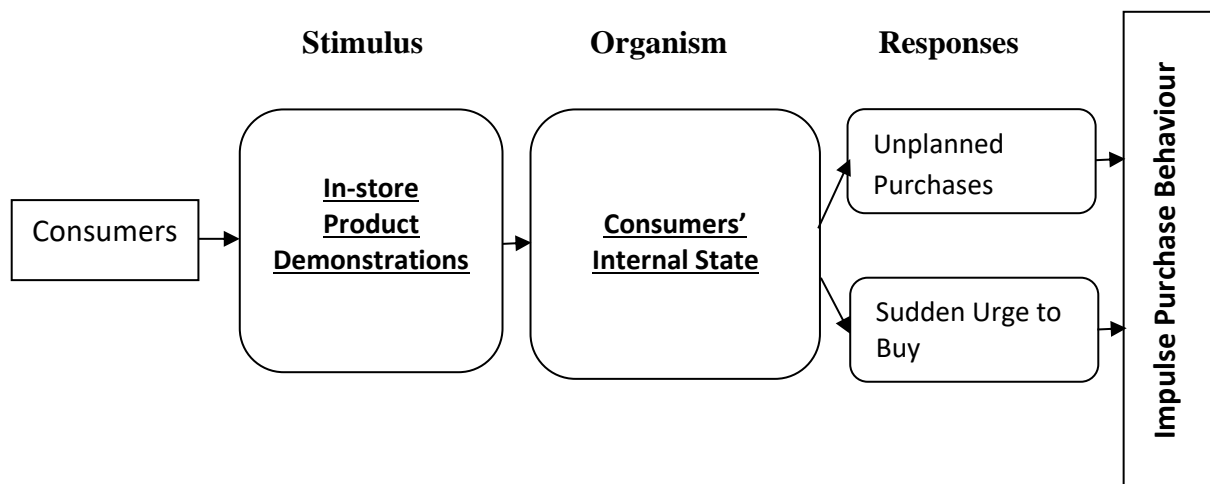 Stimulus
Organism
Responses
Consumers
In-store
Product
Demonstrations
Consumers’
Internal State
Unplanned
Purchases
Sudden Urge to
Buy
Impulse Purchase Behaviour